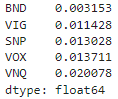 BND    0.003153
VIG    0.011428
SNP    0.013028
VOX    0.013711
VNQ    0.020078
dtype: float64